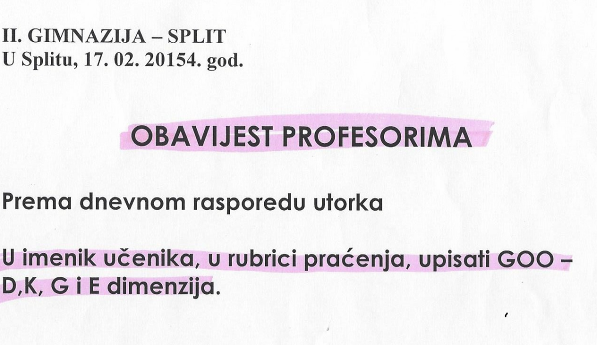 II. GIMNAZIJA – SPLIT
U Splitu, 17. 02. 20154. god.
OBAVIJEST PROFESORIMA
Prema dnevnom rasporedu utorka
U imenik učenika, u rubrici praćenja, upisati GOO –
D,K, G i E dimenzija.